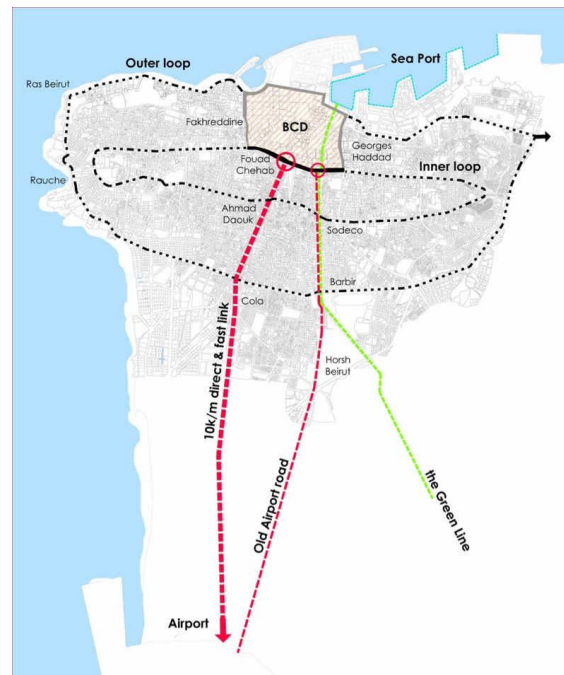 Outer loop
Sea Port
Ras Beirut
Fakhreddine
BCD
Georges
Haddad
Fouad
Chehab
Inner loop
Rauche
Ahmad
Daouk
Sodeco
Barbir
Cola
Horsh
Beirut
10k/m direct & fast link
Old Airport road
the Green Line
Airport